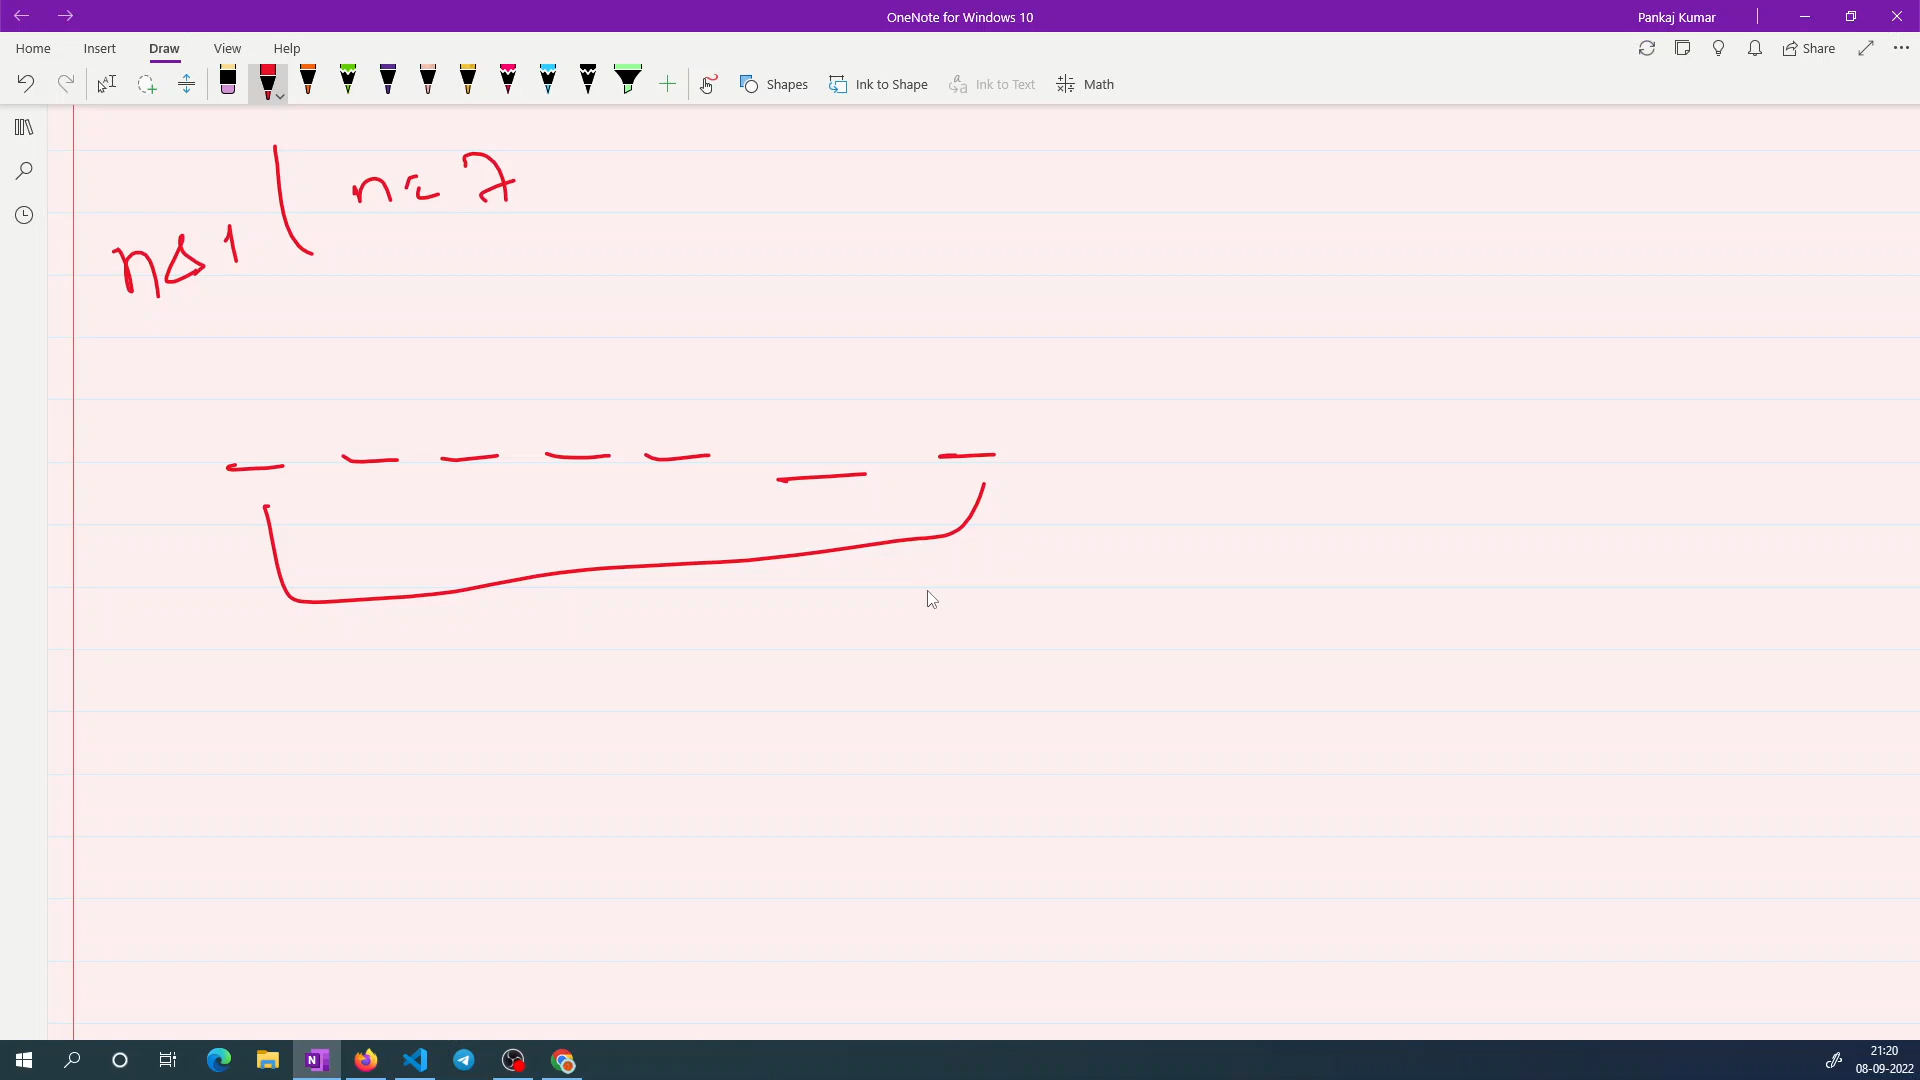 OneNote for Windows 10
Pankaj Kumar
Home Insert Draw View Help
Share
Shapes Ink to Shape Ink to Text Math
n = 7
n & 1
21:20
08-09-2022